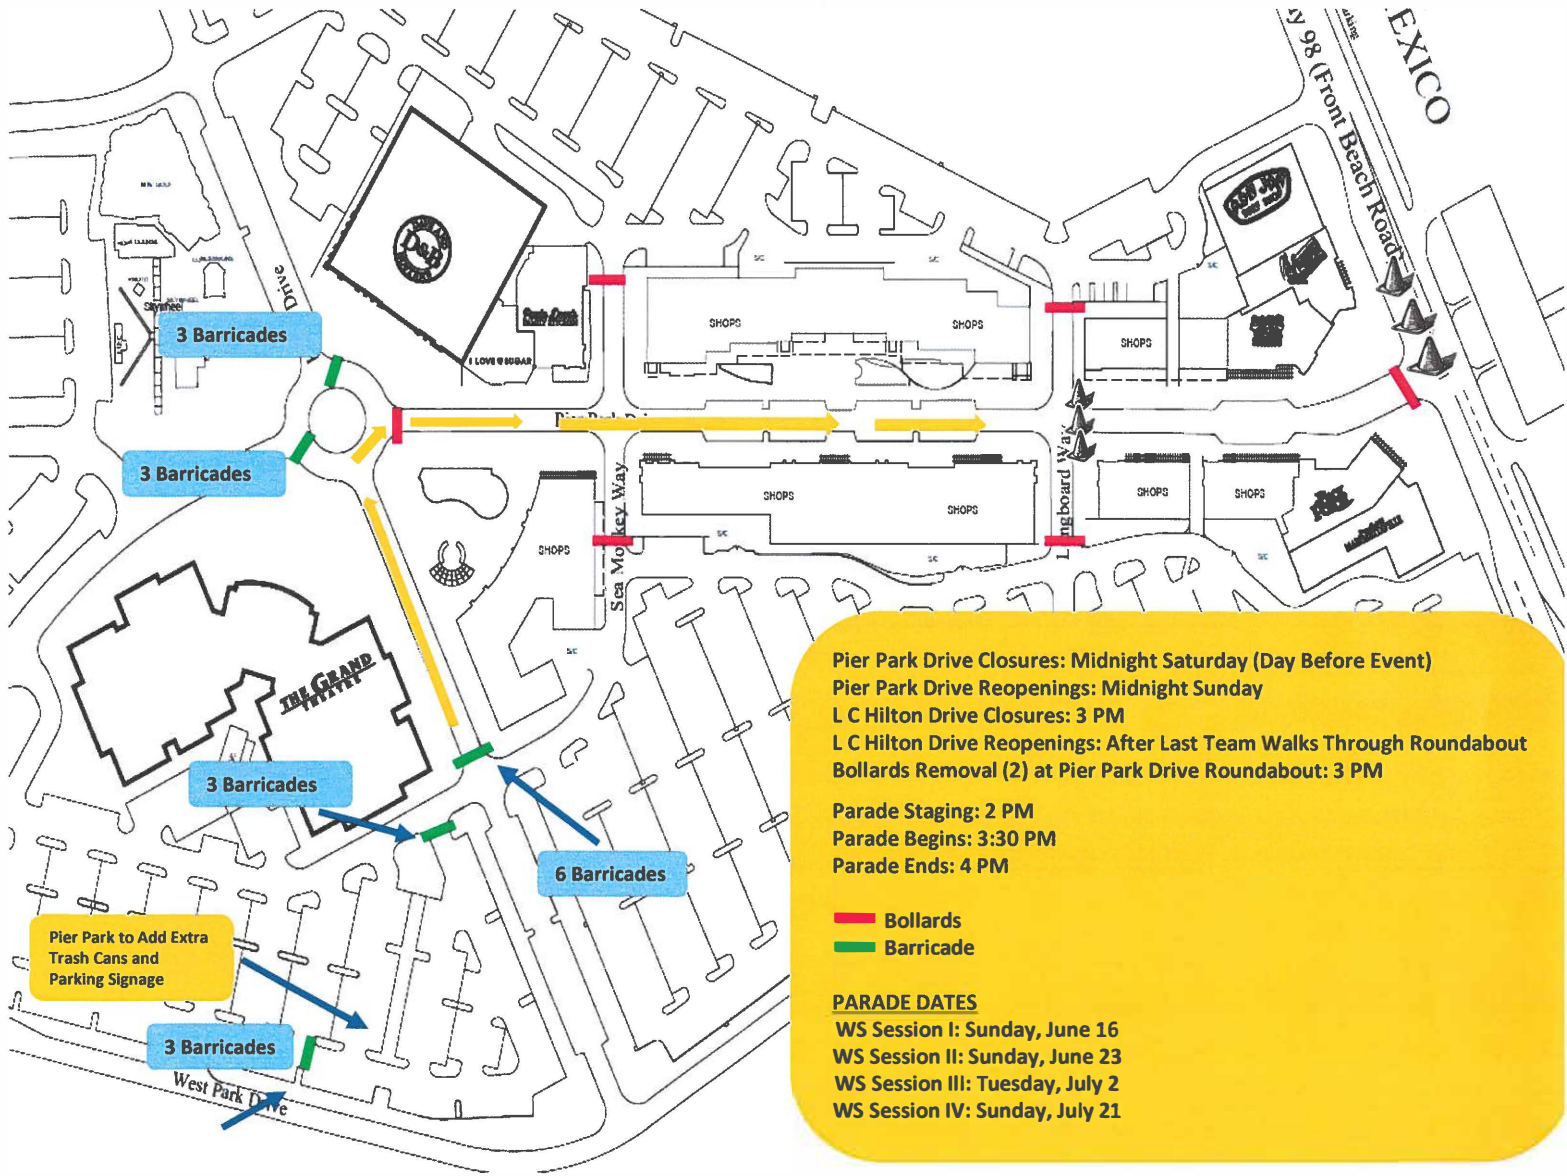 EXICO
y 98 (Front Beach Road)
Drive
3 Barricades
I LOVE SUGAR
SHOPS
SHOPS
SHOPS
S/C
S/C
S/C
D&B
Skywheel
3 Barricades
Pier Park Drive
Sea Monkey Way
Longboard Way
SHOPS
SHOPS
SHOPS
SHOPS
SHOPS
S/C
S/C
S/C
S/C
THE GRAND
THEATRE
3 Barricades
6 Barricades
Pier Park to Add Extra
Trash Cans and
Parking Signage
3 Barricades
West Park Drive
Pier Park Drive Closures: Midnight Saturday (Day Before Event)
Pier Park Drive Reopenings: Midnight Sunday
L C Hilton Drive Closures: 3 PM
L C Hilton Drive Reopenings: After Last Team Walks Through Roundabout
Bollards Removal (2) at Pier Park Drive Roundabout: 3 PM
Parade Staging: 2 PM
Parade Begins: 3:30 PM
Parade Ends: 4 PM
Bollards
Barricade
PARADE DATES
WS Session I: Sunday, June 16
WS Session II: Sunday, June 23
WS Session III: Tuesday, July 2
WS Session IV: Sunday, July 21